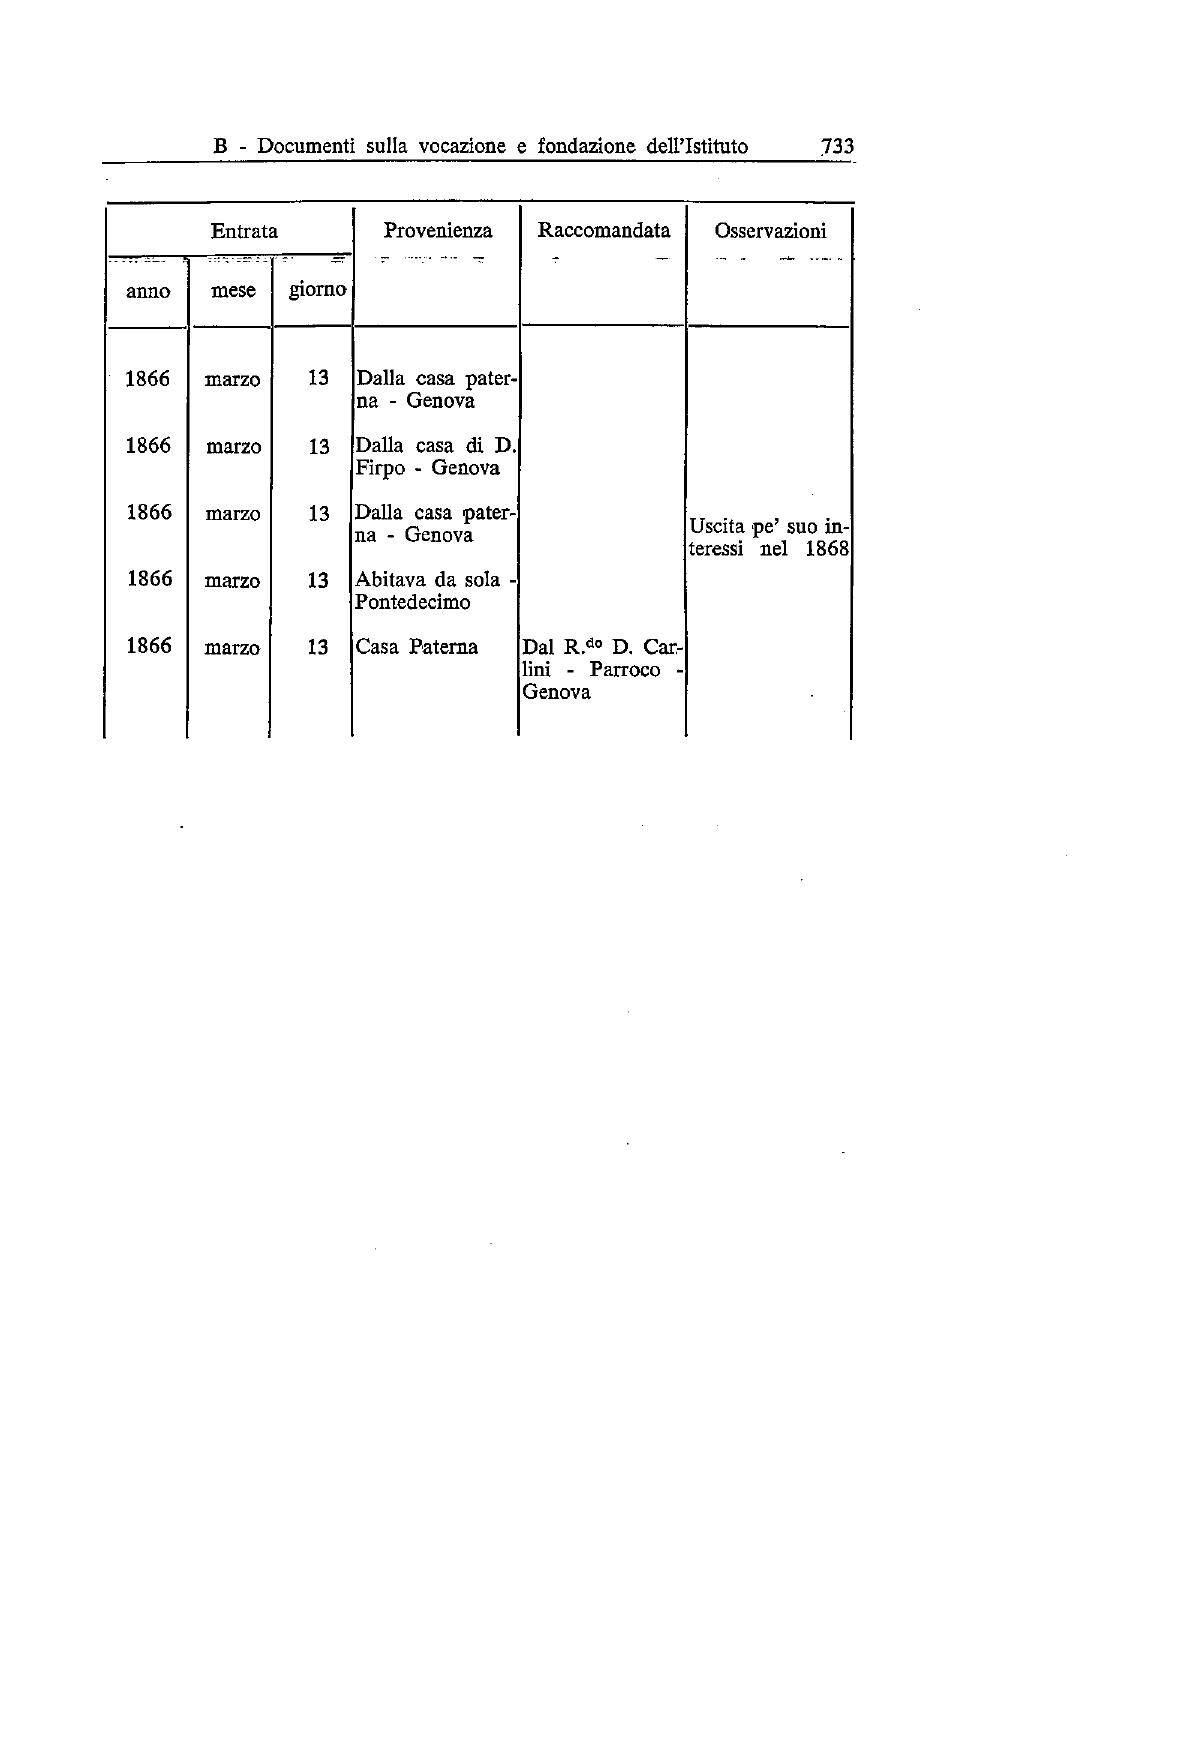 B - Documenti sulla vocazione e fondazione dell'Istituto 733
Entrata Provenienza Raccomandata Osservazioni
anno mese giorno
1866 marzo 13 Dalla casa pater-
na - Genova
1866 marzo 13 Dalla casa di D.
Firpo - Genova
1866 marzo 13 Dalla casa pater-
na - Genova
Uscita pe' suo in-
teressi nel 1868
1866 marzo 13 Abitava da sola -
Pontedecimo
1866 marzo 13 Casa Paterna Dal R.do D. Car-
lini - Parroco -
Genova